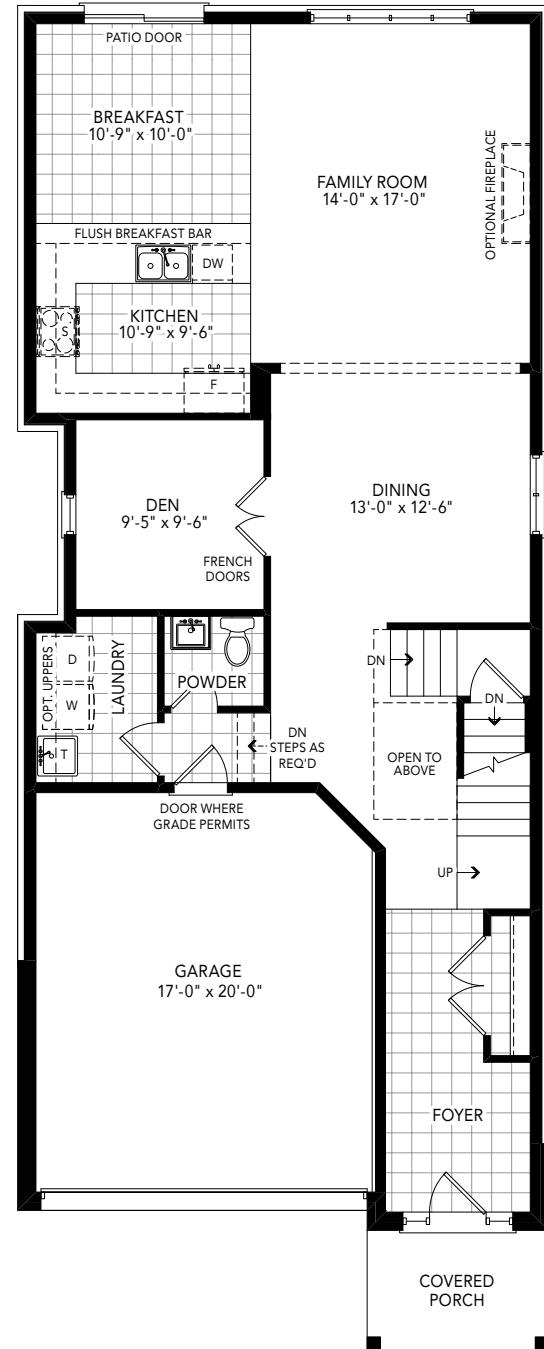 PATIO DOOR
BREAKFAST
10'-9" x 10'-0"
FAMILY ROOM
14'-0" x 17'-0"
OPTIONAL FIREPLACE
FLUSH BREAKFAST BAR
DW
KITCHEN
10'-9" x 9'-6"
S
F
DEN
9'-5" x 9'-6"
FRENCH
DOORS
DINING
13'-0" x 12'-6"
OPT. UPPERS
D
W
T
LAUNDRY
POWDER
DN
STEPS AS
REQ'D
DN
DN
OPEN TO
ABOVE
UP
DOOR WHERE
GRADE PERMITS
GARAGE
17'-0" x 20'-0"
FOYER
COVERED
PORCH